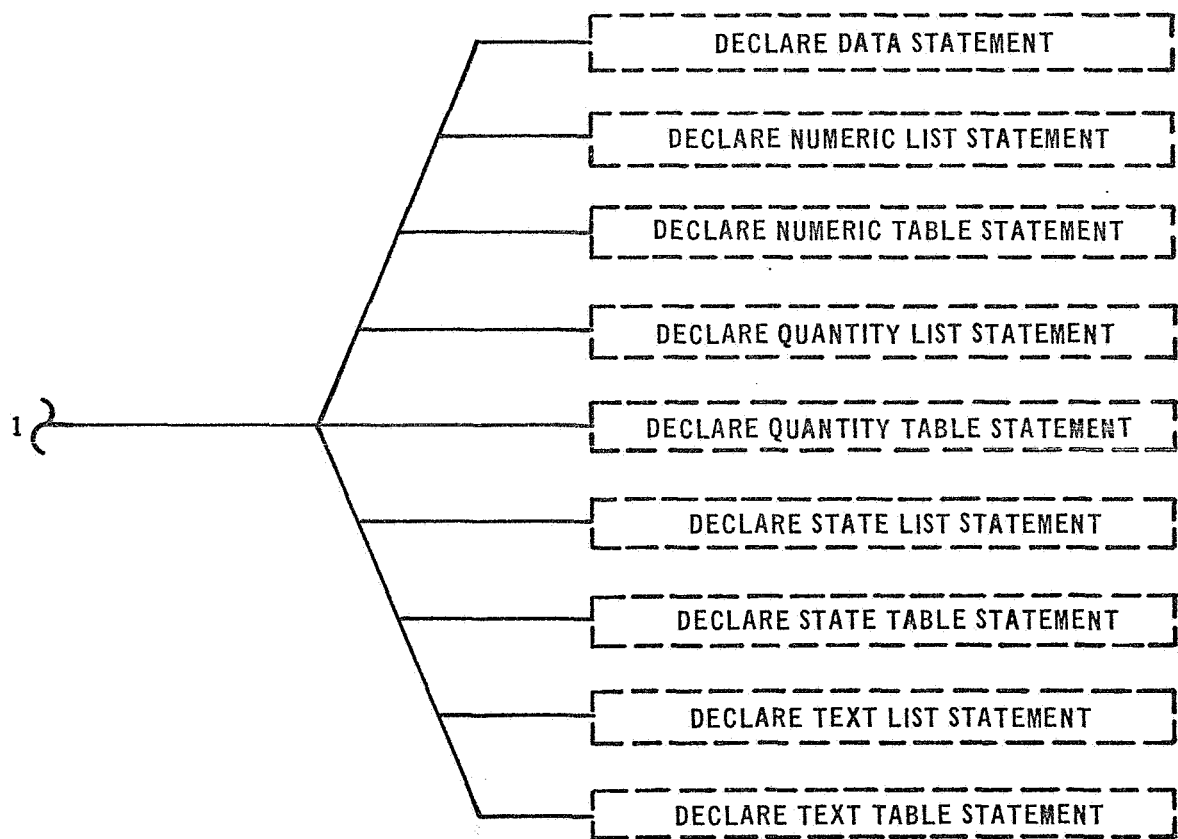 DECLARE DATA STATEMENT
DECLARE NUMERIC LIST STATEMENT
DECLARE NUMERIC TABLE STATEMENT
DECLARE QUANTITY LIST STATEMENT
1
DECLARE QUANTITY TABLE STATEMENT
DECLARE STATE LIST STATEMENT
DECLARE STATE TABLE STATEMENT
DECLARE TEXT LIST STATEMENT
DECLARE TEXT TABLE STATEMENT